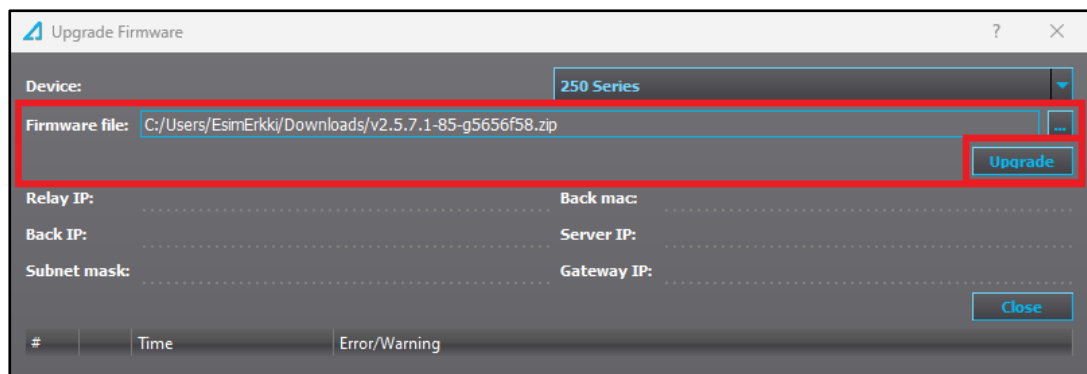 Upgrade Firmware ?
Device: 250 Series
Firmware file: C:/Users/EsimErkki/Downloads/v2.5.7.1-85-g5656f58.zip ...
Upgrade
Relay IP: Back mac:
Back IP: Server IP:
Subnet mask: Gateway IP:
Close
# Time Error/Warning